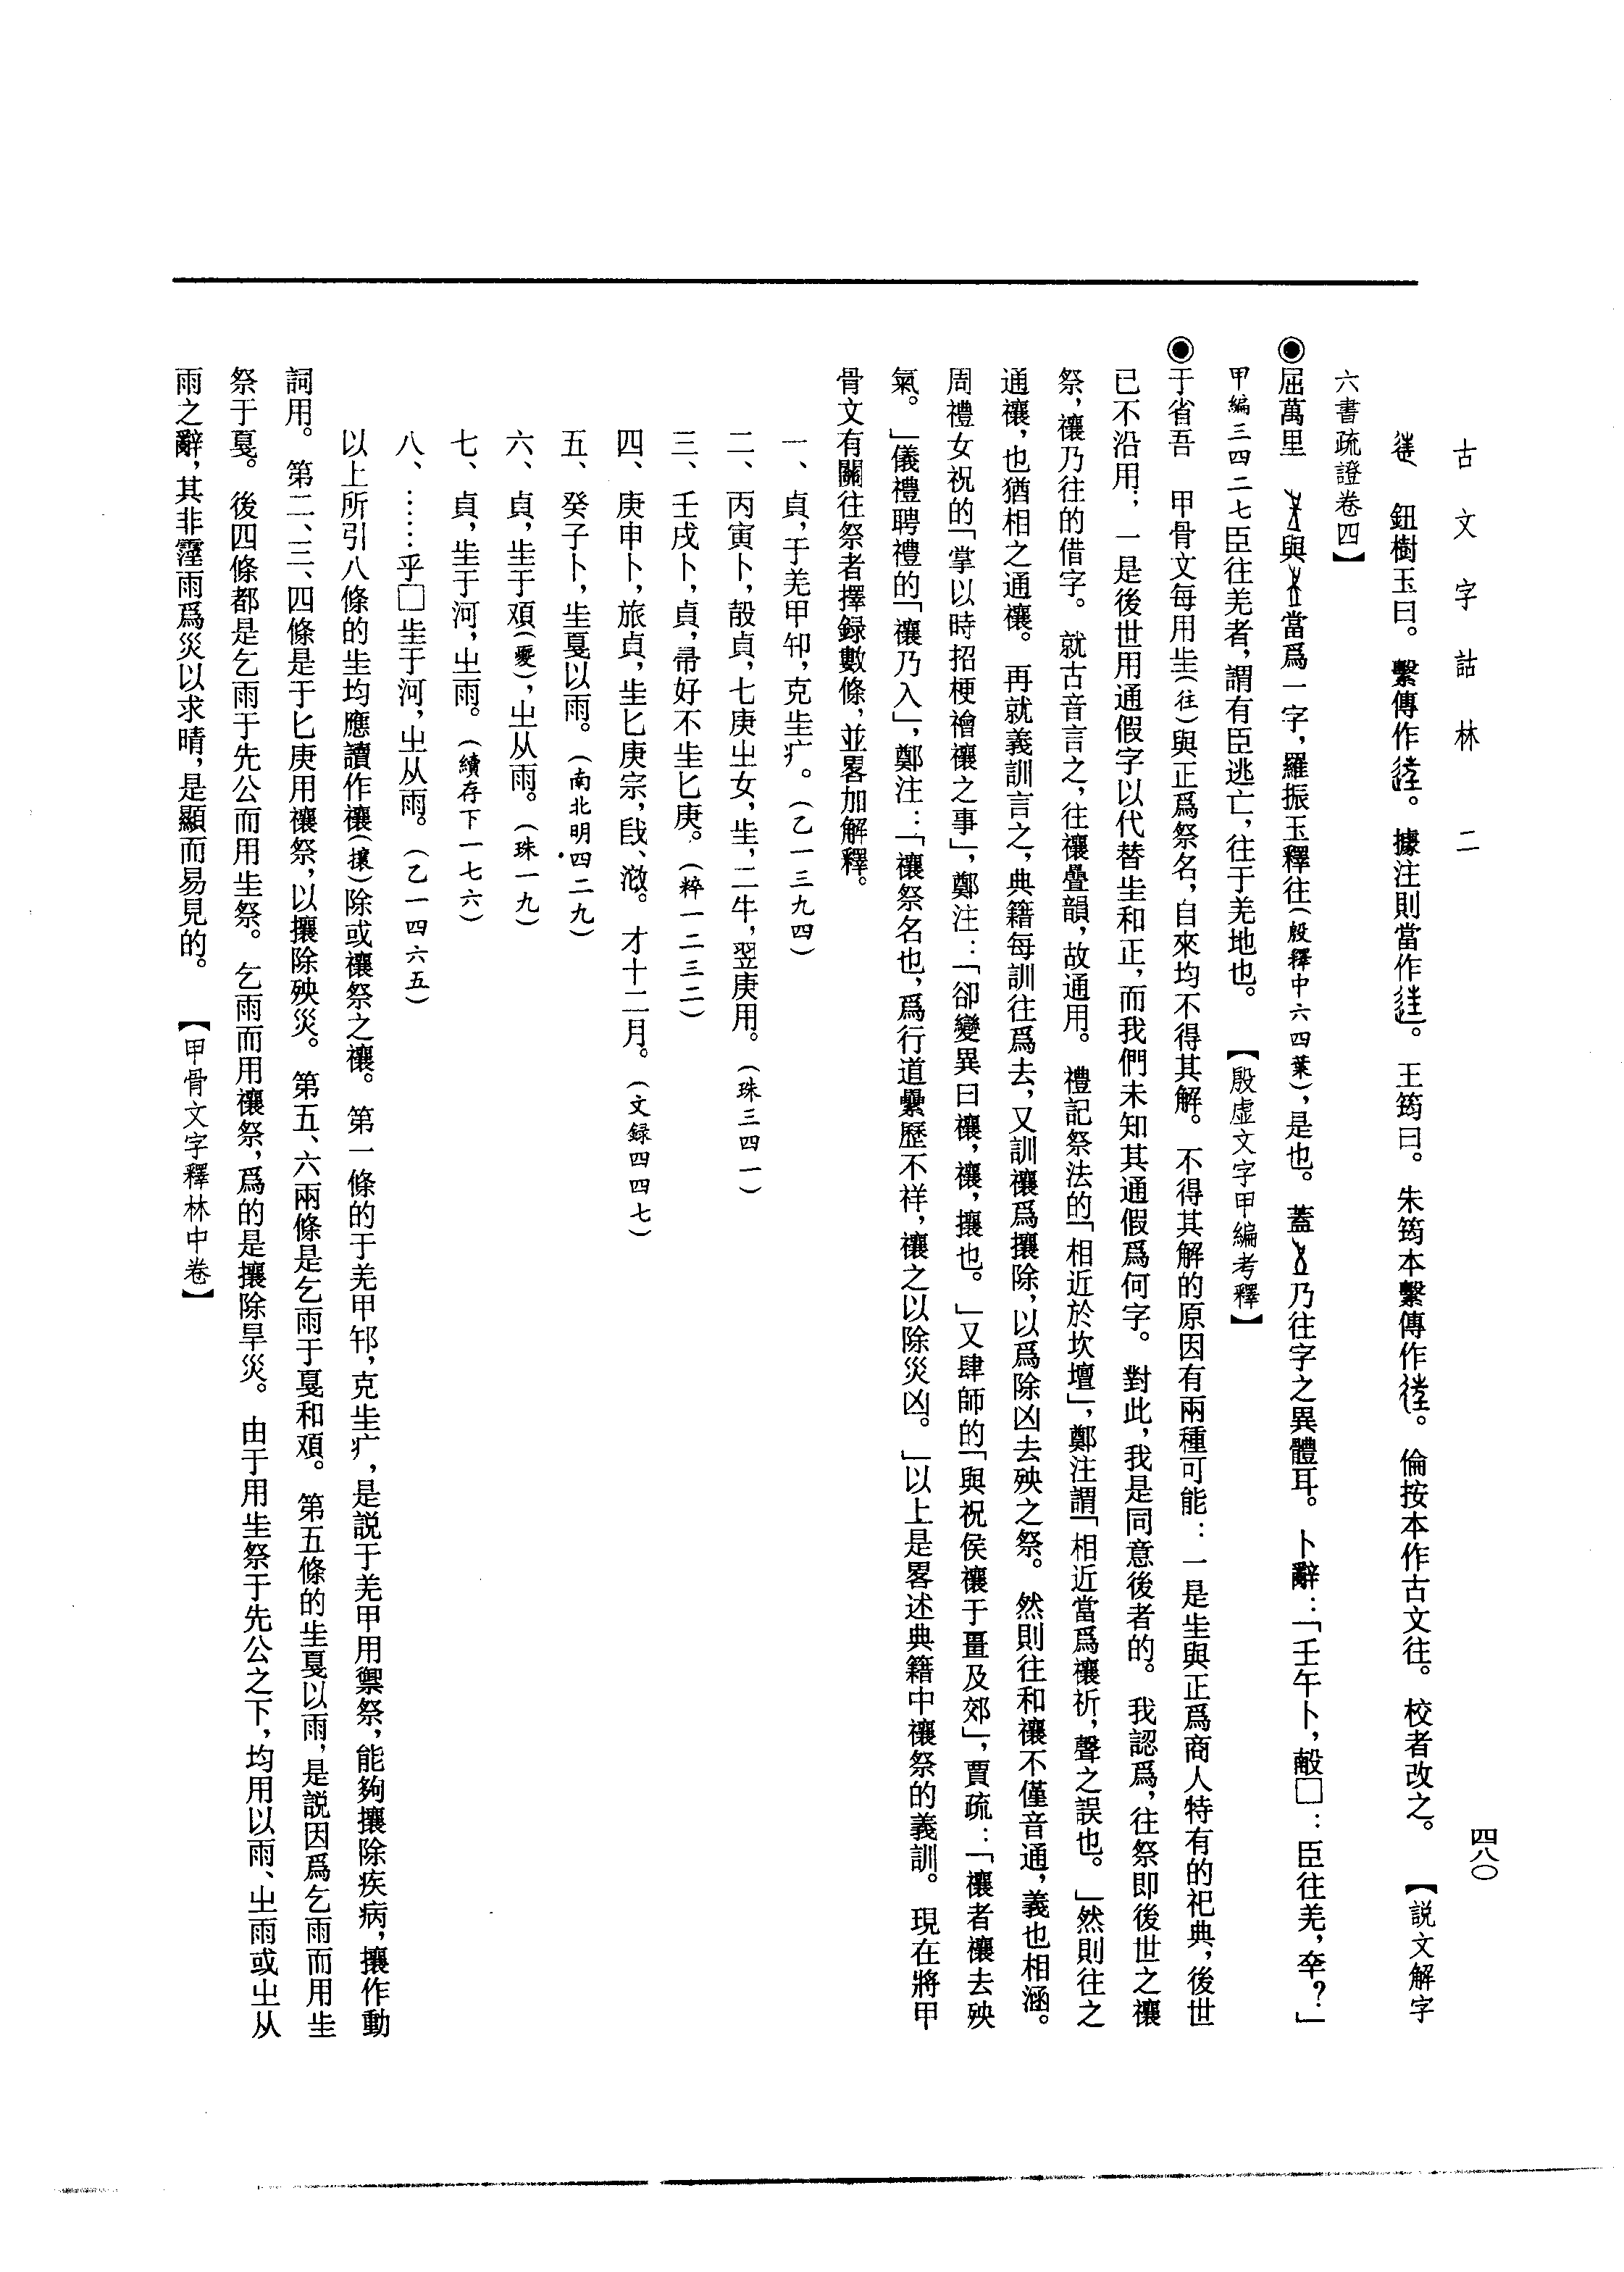 古文字詁林　二
四八〇
鈕樹玉曰。繫傳作。據注則當作。王筠曰。朱筠本繫傳作。倫按本作古文往。校者改之。　【説文解字
六書疏證卷四】
◉屈萬里　與當爲一字，羅振玉釋往（殷釋中六四葉），是也。蓋乃往字之異體耳。卜辭：「壬午卜，㱿□：臣往羌，㚔？」
甲編三四二七臣往羌者，謂有臣逃亡，往于羌地也。　【殷虛文字甲編考釋】
◉于省吾　甲骨文每用㞷（往）與正爲祭名，自來均不得其解。不得其解的原因有兩種可能：一是㞷與正爲商人特有的祀典，後世
已不沿用；一是後世用通假字以代替㞷和正，而我們未知其通假爲何字。對此，我是同意後者的。我認爲，往祭即後世之禳
祭，禳乃往的借字。就古音言之，往禳疊韻，故通用。禮記祭法的「相近於坎壇」，鄭注謂「相近當爲禳祈，聲之誤也。」然則往之
通禳，也猶相之通禳。再就義訓言之，典籍每訓往爲去，又訓禳爲攘除，以爲除凶去殃之祭。然則往和禳不僅音通，義也相涵。
周禮女祝的「掌以時招梗禬禳之事」，鄭注：「卻變異曰禳，禳，攘也。」又肆師的「與祝侯禳于畺及郊」，賈疏：「禳者禳去殃
氣。」儀禮聘禮的「禳乃入」，鄭注：「禳祭名也，爲行道纍歷不祥，禳之以除災凶。」以上是畧述典籍中禳祭的義訓。現在將甲
骨文有關往祭者擇録數條，並畧加解釋。
一、貞，于羌甲𢓷，克㞷疒。（乙一三九四）
二、丙寅卜，㱿貞，七庚㞢女，㞷，二牛，翌庚用。（珠三四一）
三、壬戌卜，貞，帚好不㞷匕庚。（粹一二三二）
四、庚申卜，旅貞，㞷匕庚宗，㱾、㳊。才十二月。（文録四四七）
五、癸子卜，㞷戛以雨。（南北明四二九）
六、貞，㞷于㛸（夒），㞢从雨。（珠一九）
七、貞，㞷于河，㞢雨。（續存下一七六）
八、……乎□㞷于河，㞢从雨。（乙一四六五）
以上所引八條的㞷均應讀作禳（攘）除或禳祭之禳。第一條的于羌甲𢓷，克㞷疒，是説于羌甲用禦祭，能夠攘除疾病，攘作動
詞用。第二、三、四條是于匕庚用禳祭，以攘除殃災。第五、六兩條是乞雨于戛和㛸。第五條的㞷戛以雨，是説因爲乞雨而用㞷
祭于戛。後四條都是乞雨于先公而用㞷祭。乞雨而用禳祭，爲的是攘除旱災。由于用㞷祭于先公之下，均用以雨、㞢雨或㞢从
雨之辭，其非霪雨爲災以求晴，是顯而易見的。　【甲骨文字釋林中卷】